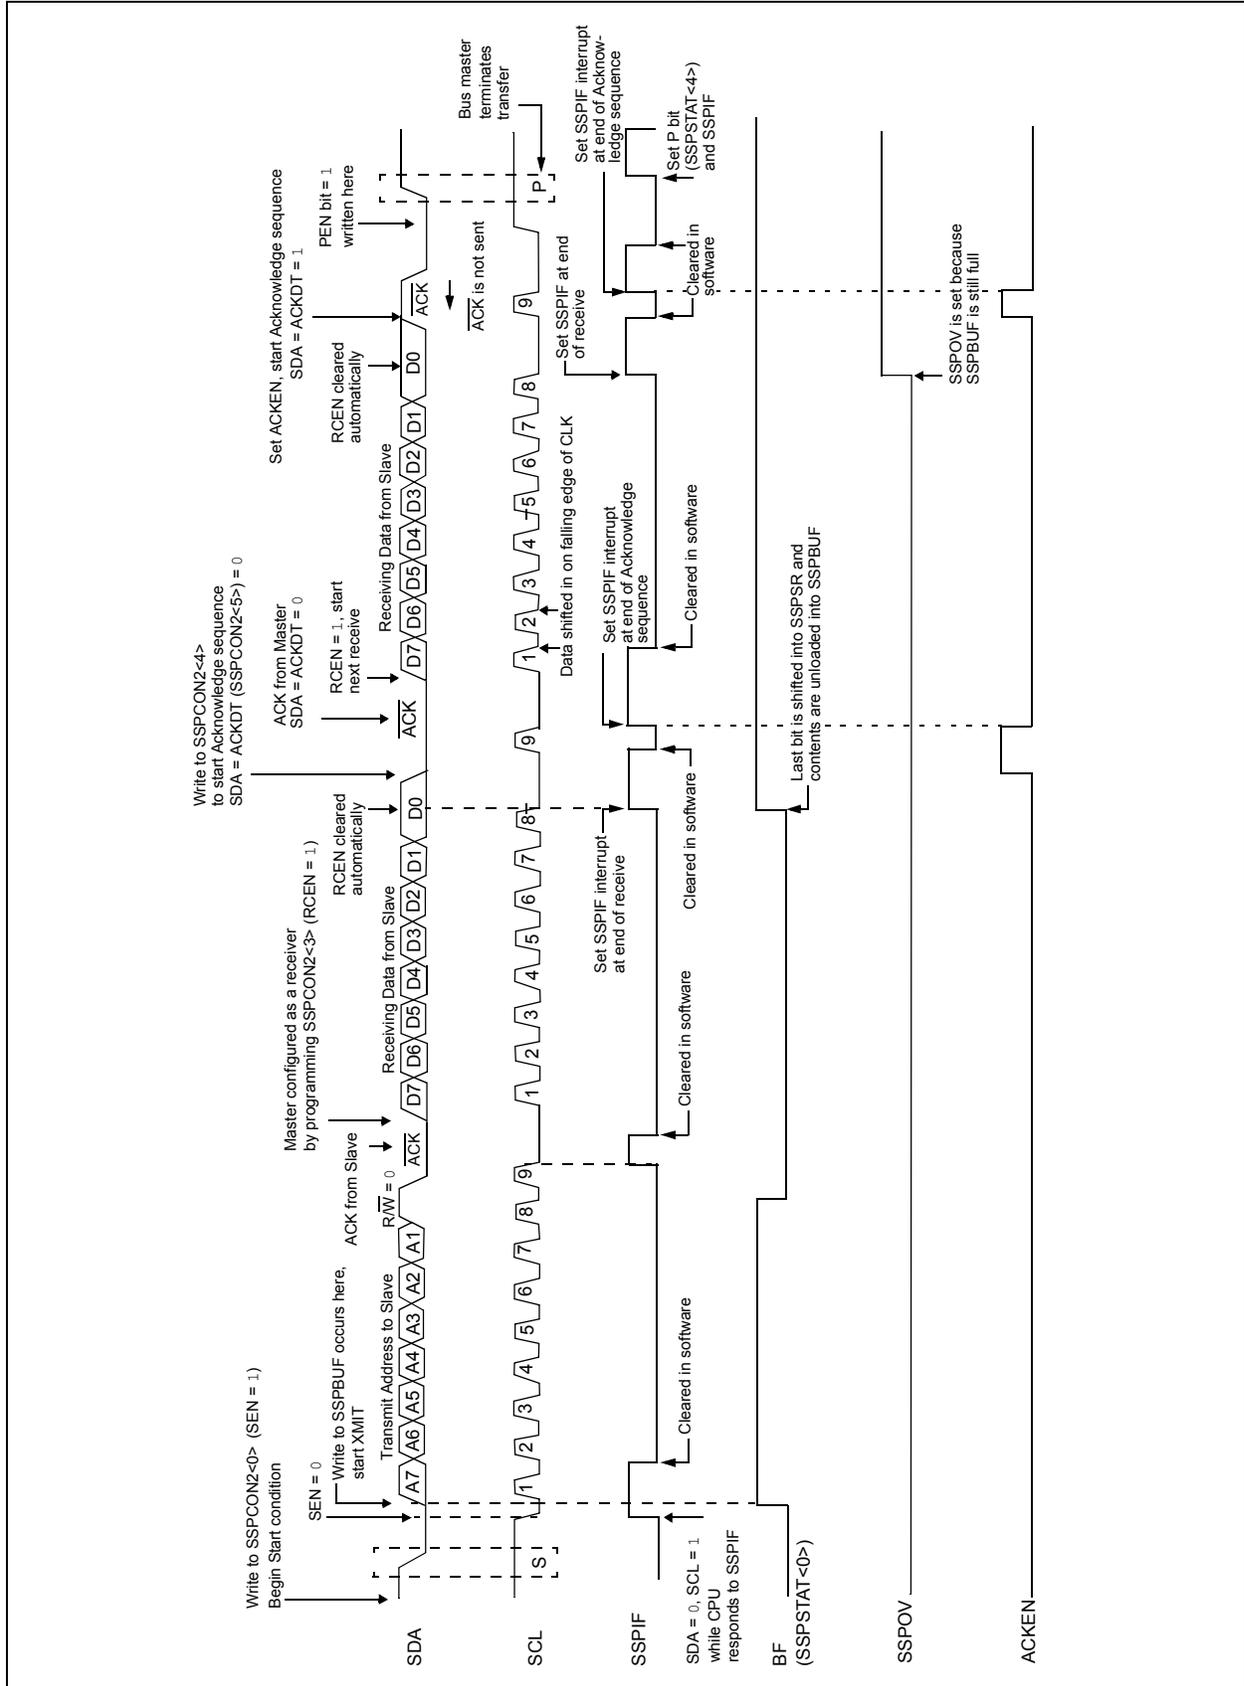 Write to SSPCON2<4>
to start Acknowledge sequence
SDA = ACKDT (SSPCON2<5>) = 0
Write to SSPCON2<0> (SEN = 1)
Begin Start condition
Master configured as a receiver
by programming SSPCON2<3> (RCEN = 1)
ACK from Master
SDA = ACKDT = 0
Set ACKEN, start Acknowledge sequence
SDA = ACKDT = 1
SEN = 0
Write to SSPBUF occurs here,
start XMIT
ACK from Slave
RCEN cleared
automatically
RCEN = 1, start
next receive
RCEN cleared
automatically
PEN bit = 1
written here
Transmit Address to Slave
R/W = 0
Receiving Data from Slave
Receiving Data from Slave
SDA
A7 A6 A5 A4 A3 A2 A1 ACK D7 D6 D5 D4 D3 D2 D1 D0 ACK D7 D6 D5 D4 D3 D2 D1 D0 ACK
ACK is not sent
Bus master
terminates
transfer
SCL
S 1 2 3 4 5 6 7 8 9 1 2 3 4 5 6 7 8 9 1 2 3 4 5 6 7 8 9 P
Data shifted in on falling edge of CLK
Set SSPIF at end
of receive
Set SSPIF interrupt
at end of Acknow-
ledge sequence
Set SSPIF interrupt
at end of receive
Set SSPIF interrupt
at end of Acknowledge
sequence
SSPIF
Set P bit
(SSPSTAT<4>)
and SSPIF
SDA = 0, SCL = 1
while CPU
responds to SSPIF
Cleared in software
Cleared in software
Cleared in software
Cleared in software
Cleared in
software
BF
(SSPSTAT<0>)
Last bit is shifted into SSPSR and
contents are unloaded into SSPBUF
SSPOV
SSPOV is set because
SSPBUF is still full
ACKEN